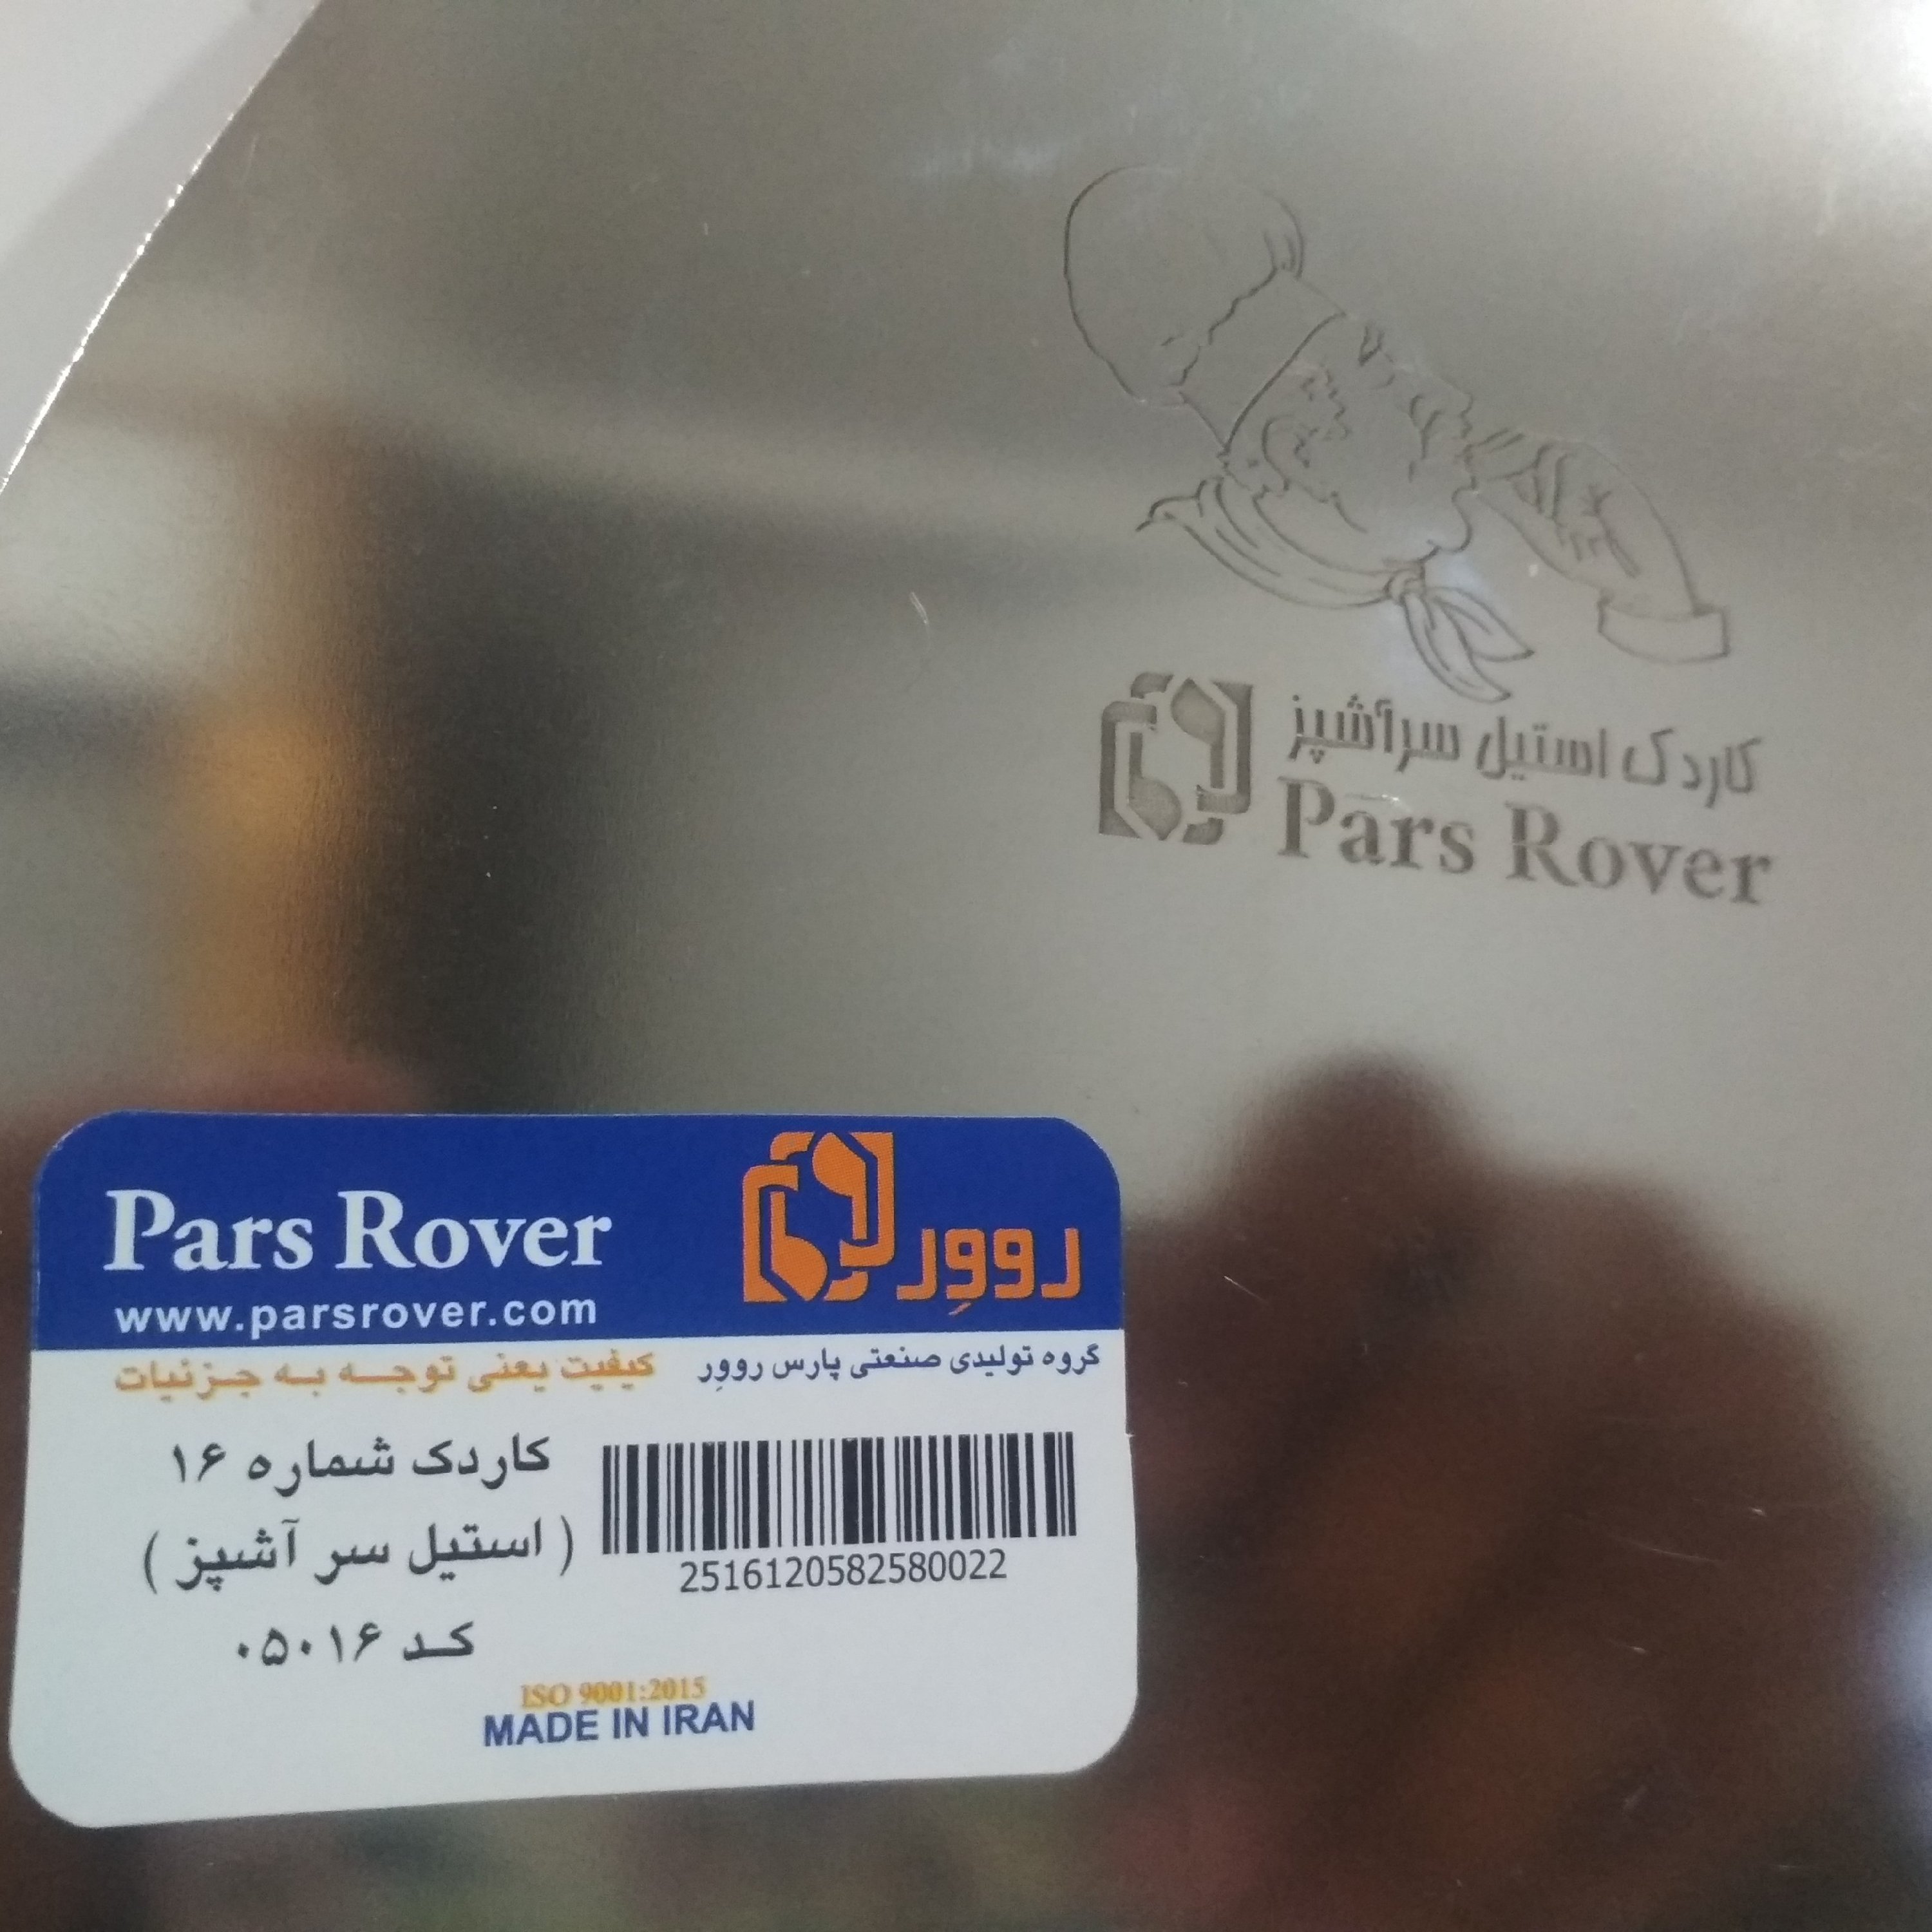 کاردک استیل سرآشپز
Pars Rover
Pars Rover
www.parsrover.com
رووِر
گروه تولیدی صنعتی پارس رووِر
کیفیت یعنی توجه به جزئیات
کاردک شماره ۱۶
( استیل سر آشپز )
کد ۰۵۰۱۶
2516120582580022
ISO 9001:2015
MADE IN IRAN